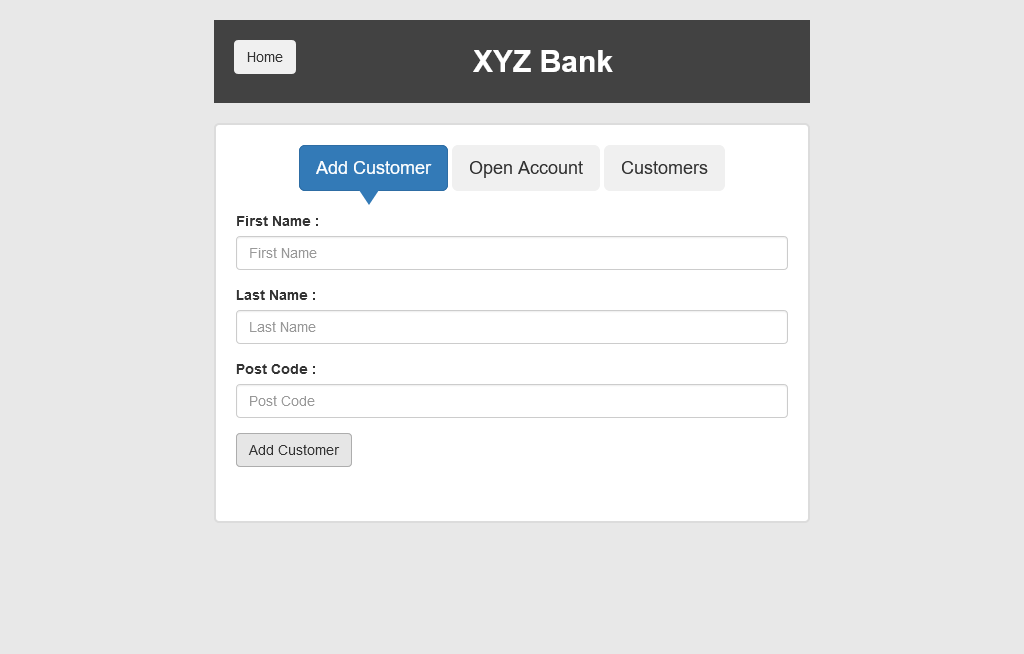 Home
XYZ Bank
Add Customer Open Account Customers
First Name :
First Name
Last Name :
Last Name
Post Code :
Post Code
Add Customer